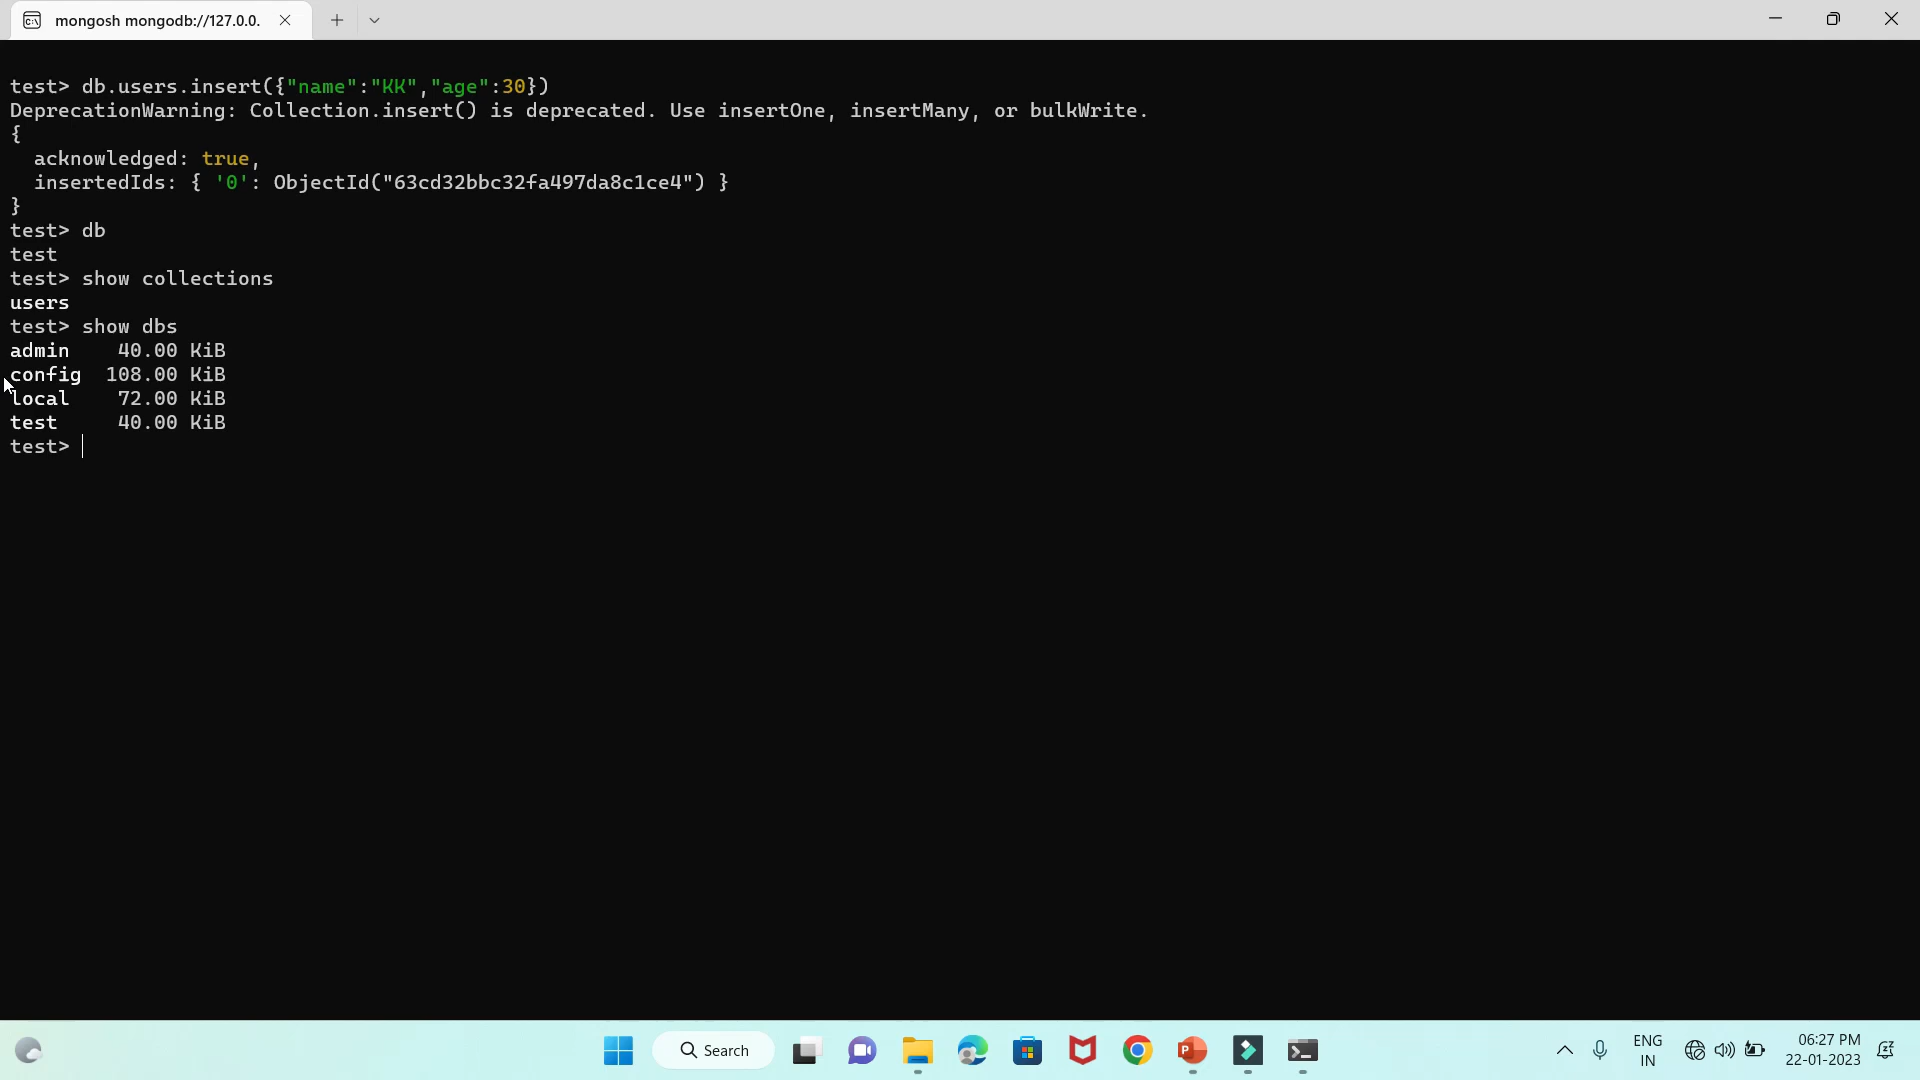 mongosh mongodb://127.0.0.
test> db.users.insert({"name":"KK","age":30})
DeprecationWarning: Collection.insert() is deprecated. Use insertOne, insertMany, or bulkWrite.
{
  acknowledged: true,
  insertedIds: { '0': ObjectId("63cd32bbc32fa497da8c1ce4") }
}
test> db
test
test> show collections
users
test> show dbs
admin    40.00 KiB
config  108.00 KiB
local    72.00 KiB
test     40.00 KiB
test>
Search
ENG
IN
06:27 PM
22-01-2023